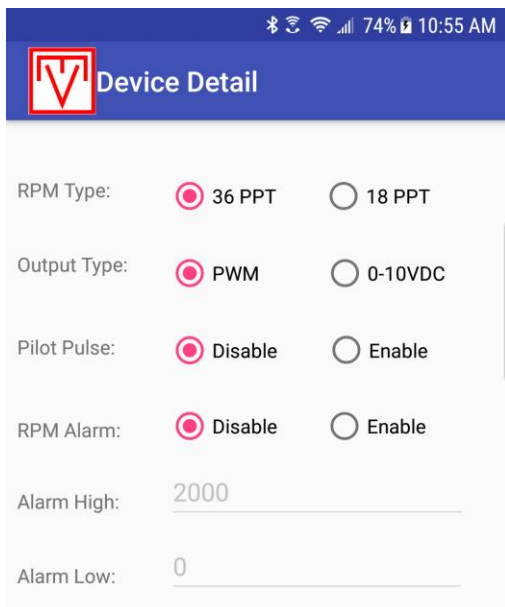 74% 10:55 AM
Device Detail
RPM Type: 36 PPT 18 PPT
Output Type: PWM 0-10VDC
Pilot Pulse: Disable Enable
RPM Alarm: Disable Enable
Alarm High: 2000
Alarm Low: 0